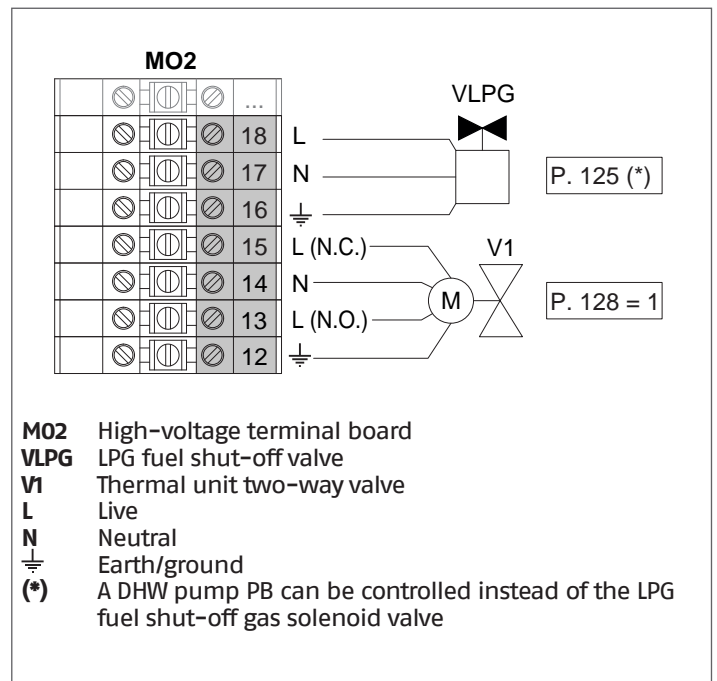 MO2
...
VLPG
18 L
17 N
P. 125 (*)
16 ⏚
15 L (N.C.)
V1
14 N
M
P. 128 = 1
13 L (N.O.)
12 ⏚
MO2 High-voltage terminal board
VLPG LPG fuel shut-off valve
V1 Thermal unit two-way valve
L Live
N Neutral
⏚ Earth/ground
(*) A DHW pump PB can be controlled instead of the LPG
fuel shut-off gas solenoid valve